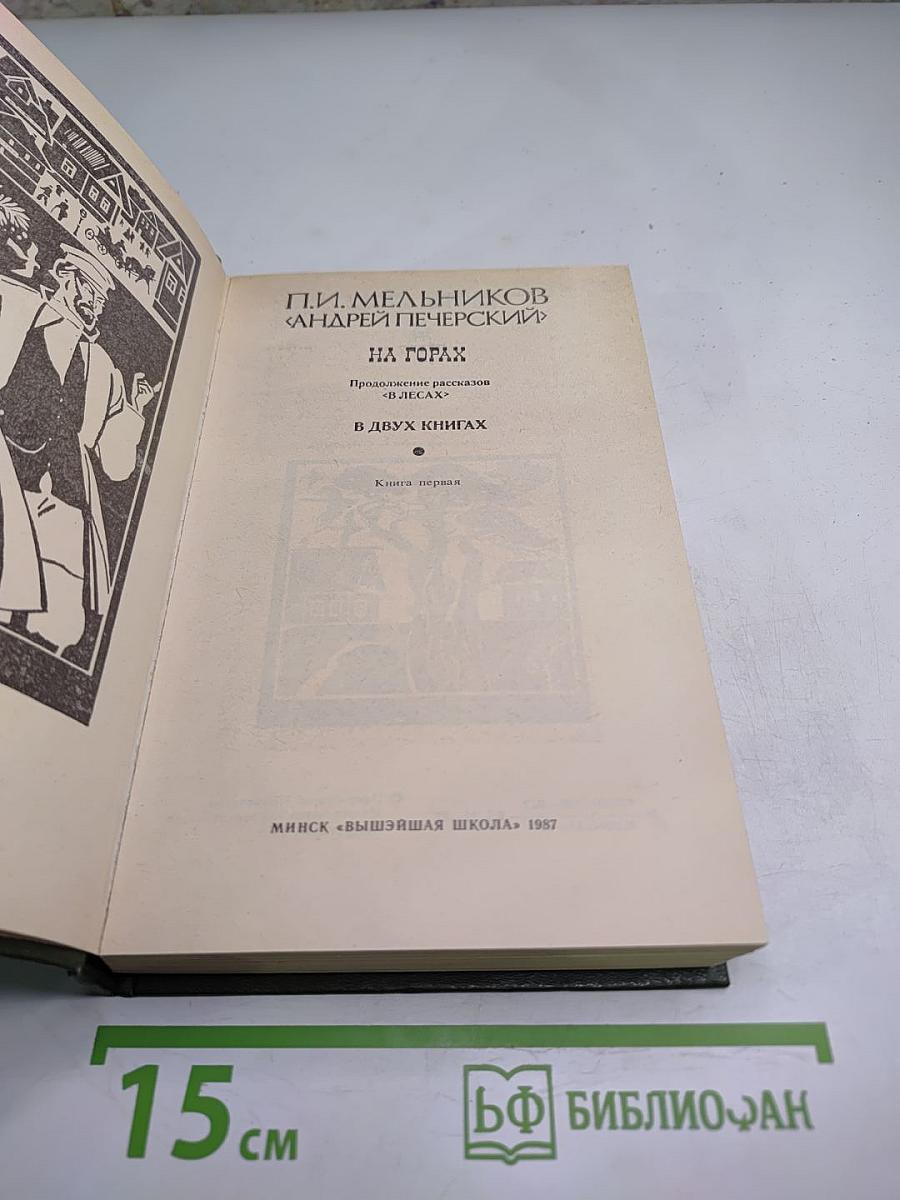 П.И. МЕЛЬНИКОВ
‹АНДРЕЙ ПЕЧЕРСКИЙ›
НА ГОРАХ
Продолжение рассказов
‹В ЛЕСАХ›
В ДВУХ КНИГАХ
Книга первая
МИНСК «ВЫШЭЙШАЯ ШКОЛА» 1987
15 см
БФ БИБЛИОФАН